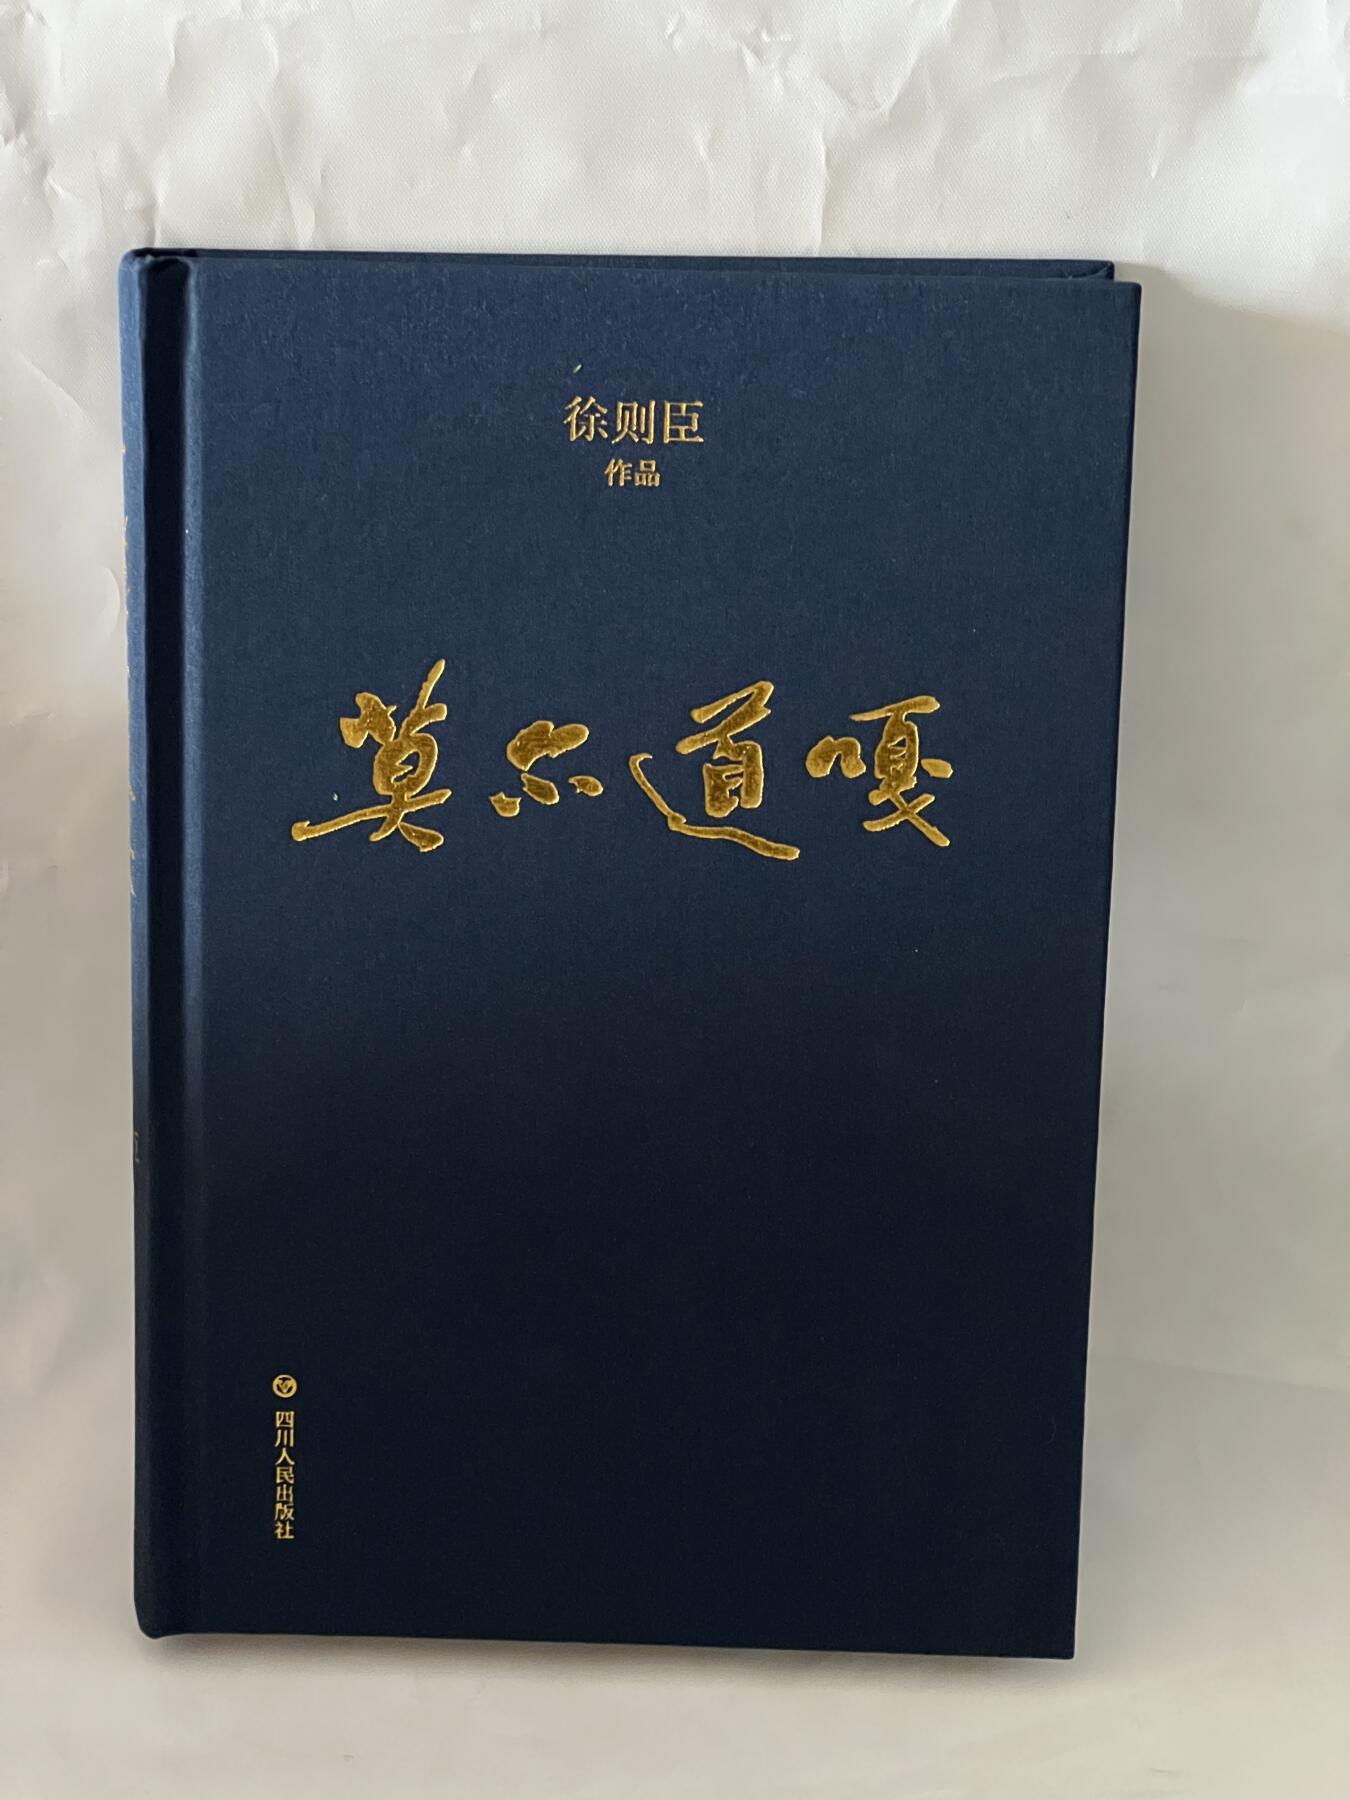 徐则臣
作品
莫尔道嘎
四川人民出版社